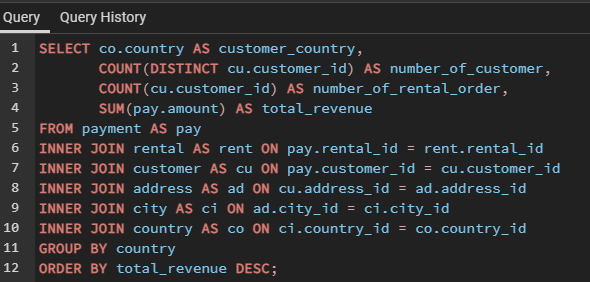 Query Query History
1 SELECT co.country AS customer_country,
2 COUNT(DISTINCT cu.customer_id) AS number_of_customer,
3 COUNT(cu.customer_id) AS number_of_rental_order,
4 SUM(pay.amount) AS total_revenue
5 FROM payment AS pay
6 INNER JOIN rental AS rent ON pay.rental_id = rent.rental_id
7 INNER JOIN customer AS cu ON pay.customer_id = cu.customer_id
8 INNER JOIN address AS ad ON cu.address_id = ad.address_id
9 INNER JOIN city AS ci ON ad.city_id = ci.city_id
10 INNER JOIN country AS co ON ci.country_id = co.country_id
11 GROUP BY country
12 ORDER BY total_revenue DESC;